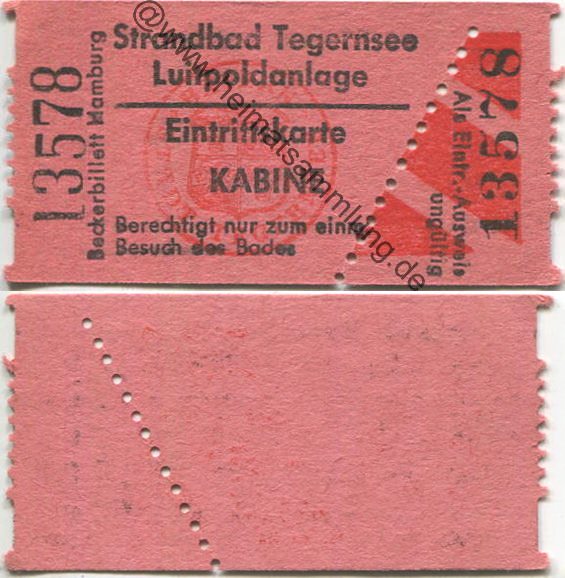 Strandbad Tegernsee
Luitpoldanlage
Eintrittskarte
KABINE
Berechtigt nur zum einm
Besuch des Bades
13578
Beckerbillett Hamburg
Als Eintr.-Ausweis
ungültig
13578
@www.heimatsammlung.de